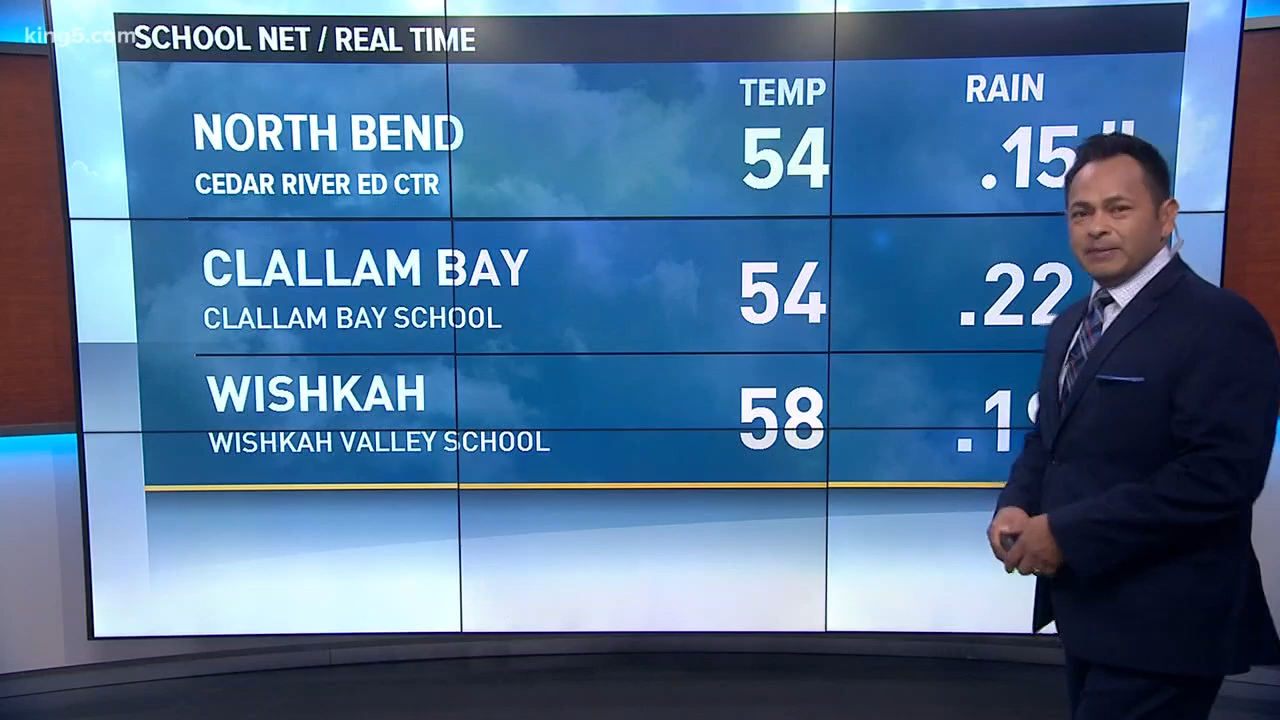 king5.com
SCHOOL NET / REAL TIME
TEMP RAIN
NORTH BEND 54 .15"
CEDAR RIVER ED CTR
CLALLAM BAY 54 .22
CLALLAM BAY SCHOOL
WISHKAH 58
WISHKAH VALLEY SCHOOL